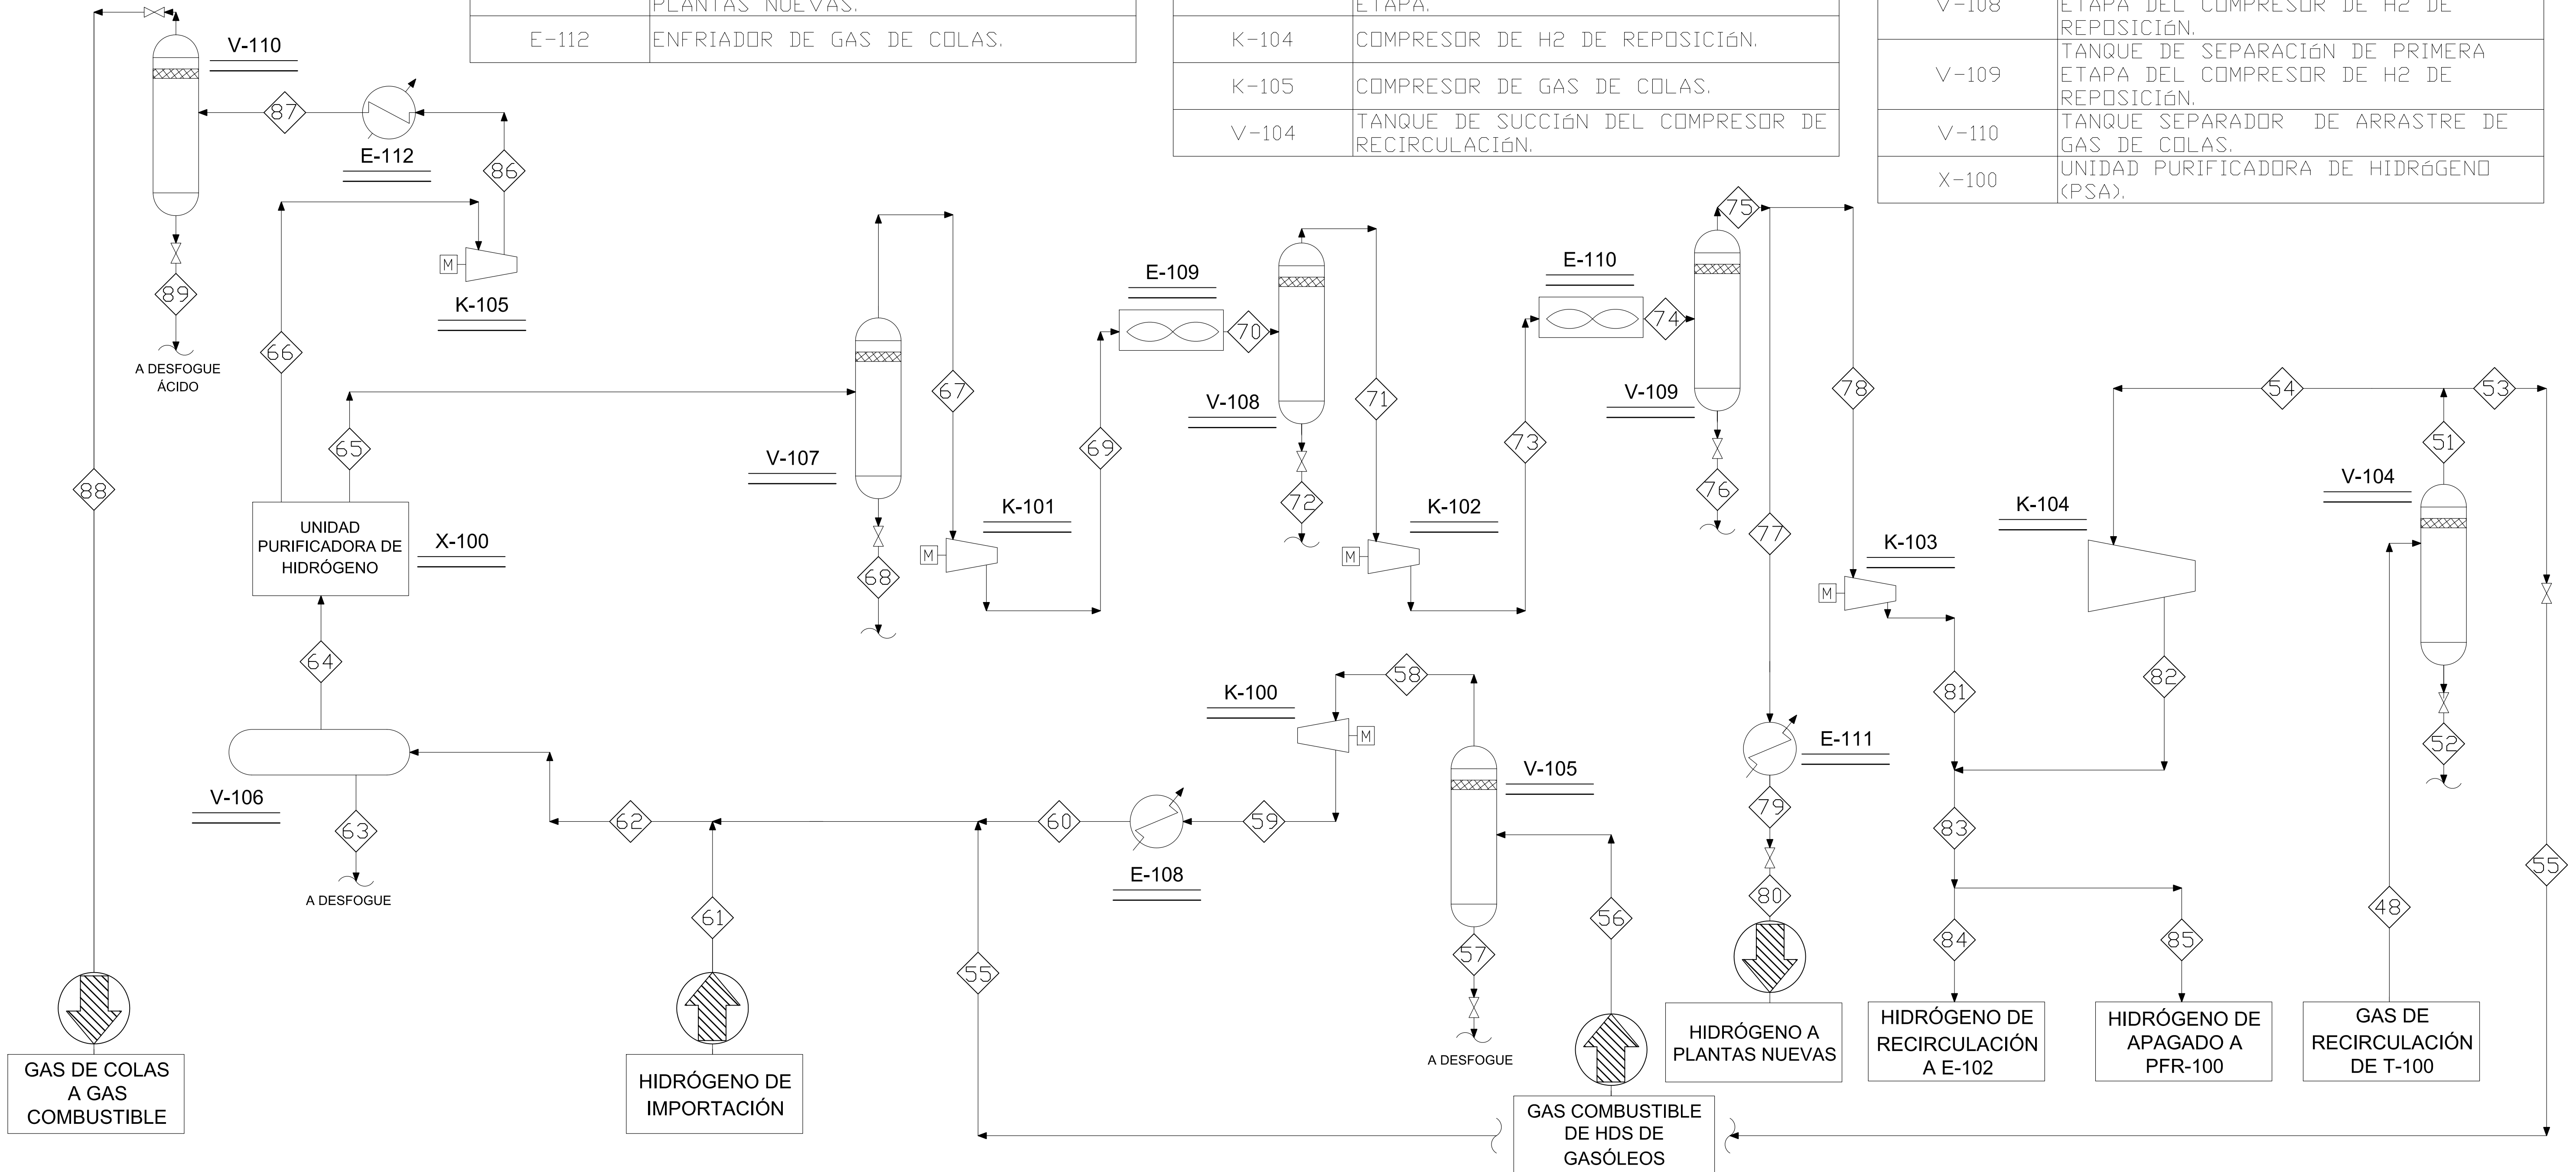 PLANTAS NUEVAS.
E-112 ENFRIADOR DE GAS DE COLAS.
ETAPA.
K-104 COMPRESOR DE H2 DE REPOSICIóN.
K-105 COMPRESOR DE GAS DE COLAS.
V-104 TANQUE DE SUCCIóN DEL COMPRESOR DE
RECIRCULACIóN.
V-108 ETAPA DEL COMPRESOR DE H2 DE
REPOSICIóN.
V-109 TANQUE DE SEPARACIóN DE PRIMERA
ETAPA DEL COMPRESOR DE H2 DE
REPOSICIóN.
V-110 TANQUE SEPARADOR DE ARRASTRE DE
GAS DE COLAS.
X-100 UNIDAD PURIFICADORA DE HIDRóGENO
(PSA).
V-110
87
E-112
86
M
K-105
89
A DESFOGUE
ÁCIDO
66
65
88
UNIDAD
PURIFICADORA DE
HIDRÓGENO
X-100
64
V-106
63
A DESFOGUE
V-107
67
68
M
K-101
69
E-109
70
V-108
71
72
M
K-102
73
E-110
74
75
V-109
76
77
78
M
K-103
K-104
54
53
51
V-104
52
81
82
83
84
85
48
55
58
K-100
M
V-105
59
E-108
60
62
61
55
57
56
A DESFOGUE
E-111
79
80
GAS DE COLAS
A GAS
COMBUSTIBLE
HIDRÓGENO DE
IMPORTACIÓN
GAS COMBUSTIBLE
DE HDS DE
GASÓLEOS
HIDRÓGENO A
PLANTAS NUEVAS
HIDRÓGENO DE
RECIRCULACIÓN
A E-102
HIDRÓGENO DE
APAGADO A
PFR-100
GAS DE
RECIRCULACIÓN
DE T-100